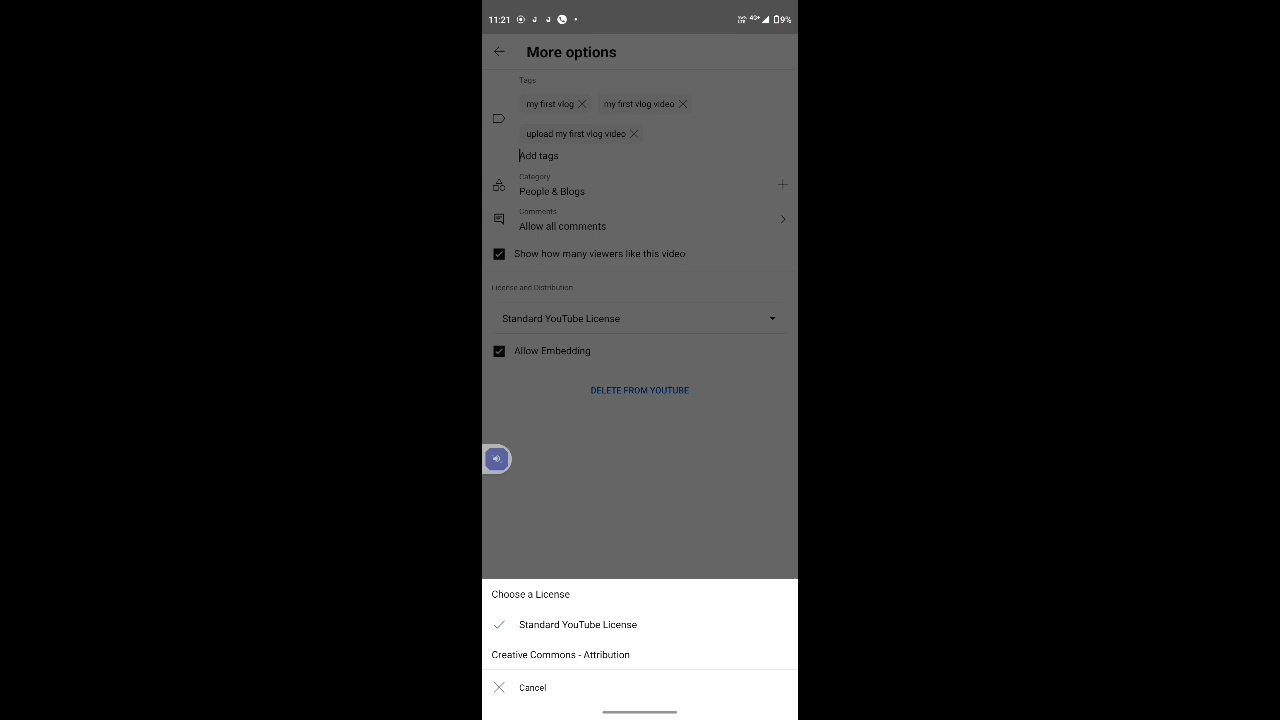 11:21 4G+ 9%
More options
Tags
my first vlog my first vlog video
upload my first vlog video
Add tags
Category
People & Blogs
Comments
Allow all comments
Show how many viewers like this video
License and Distribution
Standard YouTube License
Allow Embedding
DELETE FROM YOUTUBE
Choose a License
Standard YouTube License
Creative Commons - Attribution
Cancel